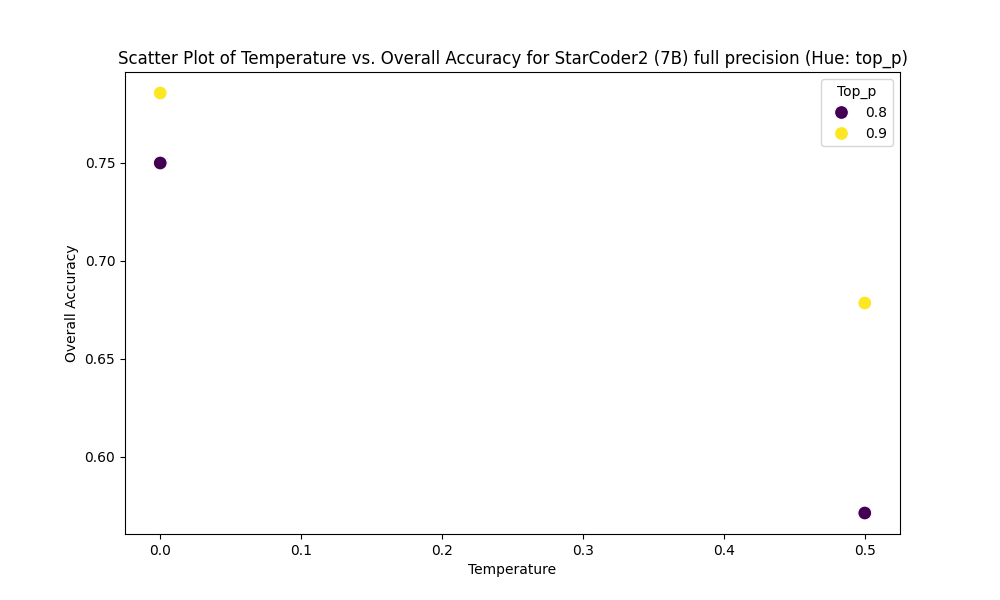 Scatter Plot of Temperature vs. Overall Accuracy for StarCoder2 (7B) full precision (Hue: top_p)
Top_p
0.8
0.9
0.75
0.70
0.65
0.60
Overall Accuracy
0.0 0.1 0.2 0.3 0.4 0.5
Temperature